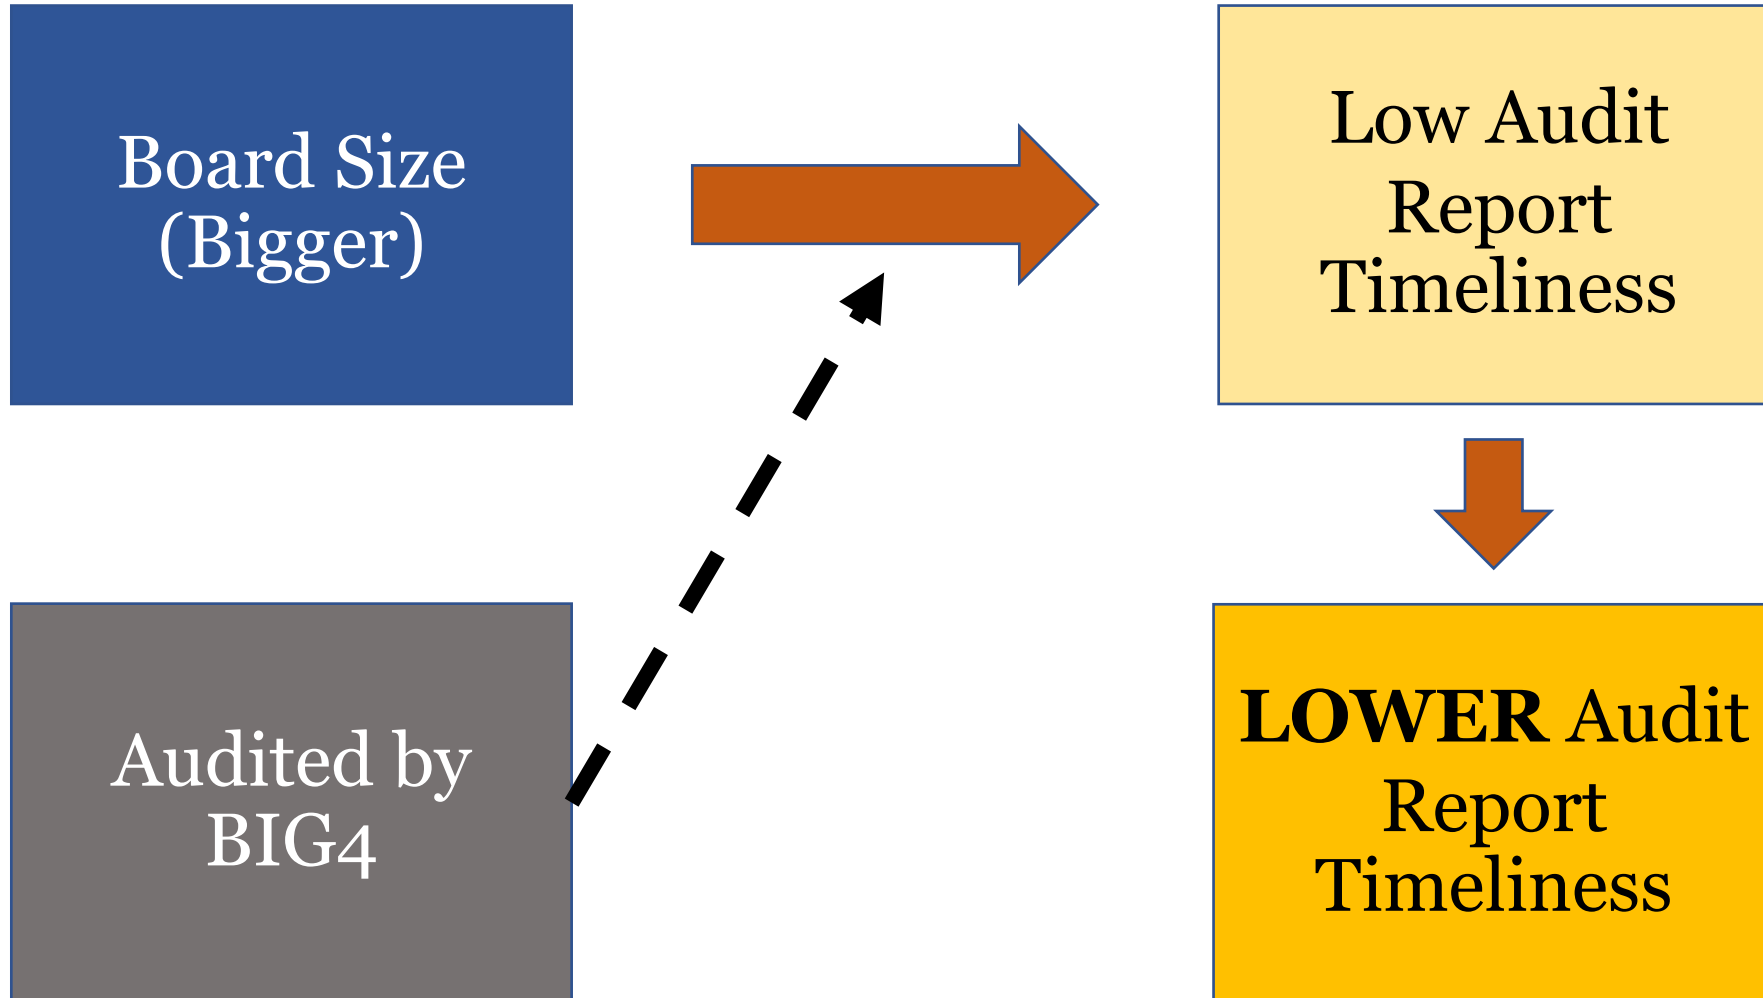 Board Size
(Bigger)
Low Audit
Report
Timeliness
Audited by
BIG4
LOWER Audit
Report
Timeliness